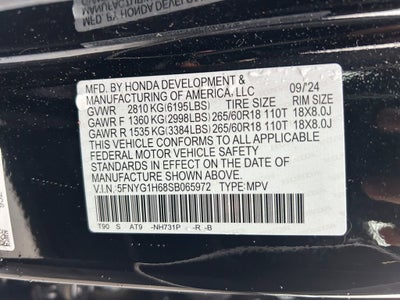 MFD. BY HONDA DEVELOPMENT &
MANUFACTURING OF AMERICA, LLC 09/24
GVWR 2810 KG(6195LBS) RIM SIZE
GAWR F 1360 KG(2998LBS) 265/60R18 110T 18X8.0J
GAWR R 1535 KG(3384LBS) 265/60R18 110T 18X8.0J
THIS VEHICLE CONFORMS TO ALL APPLICABLE
FEDERAL MOTOR VEHICLE SAFETY STANDARDS IN
EFFECT ON THE DATE OF MANUFACTURE SHOWN ABOVE.
V.I.N.: 5FNYG1H68SB065972 TYPE: MPV
T90 S AT9 -NH731P -R -B